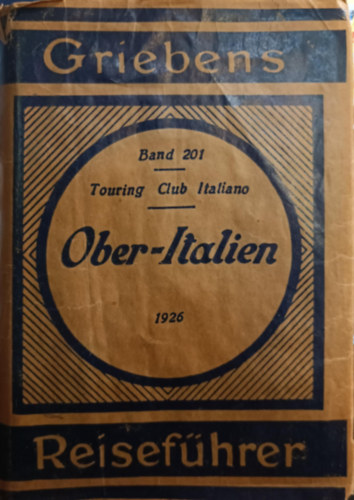 Griebens
Band 201
Touring Club Italiano
Ober-Italien
1926
Reiseführer